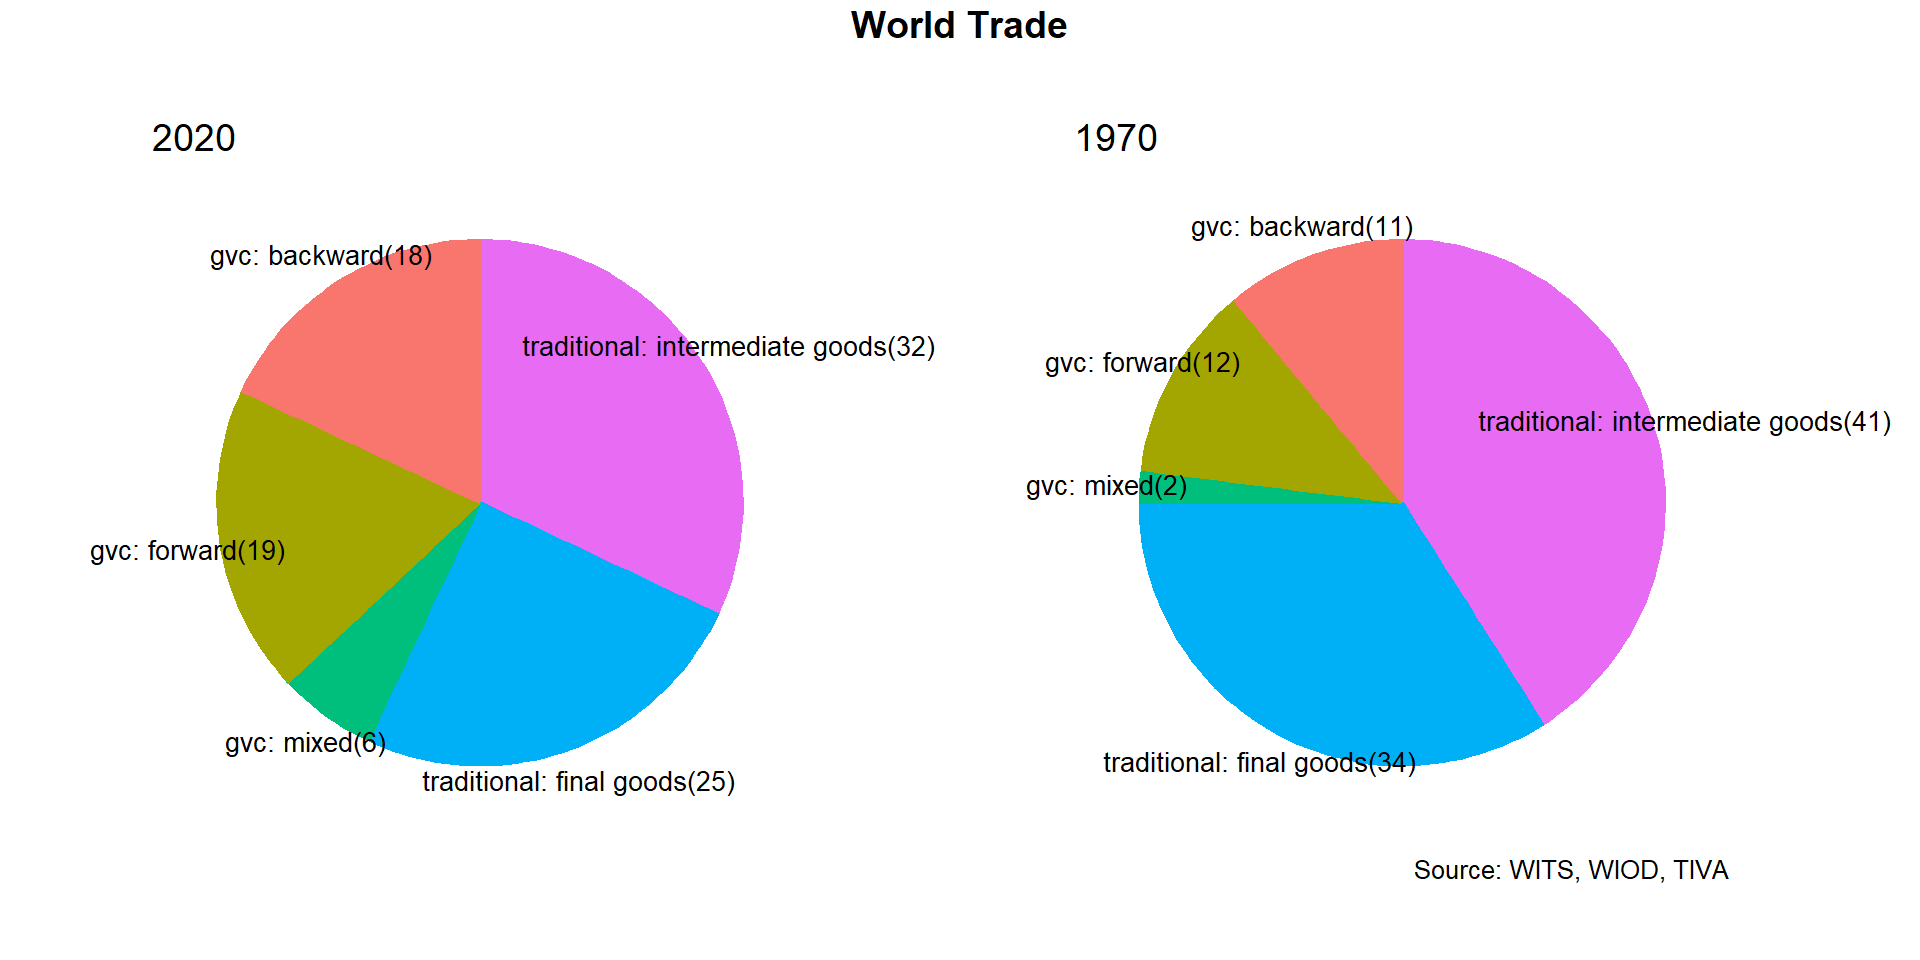 World Trade
2020
gvc: backward(18)
traditional: intermediate goods(32)
gvc: forward(19)
gvc: mixed(6)
traditional: final goods(25)
1970
gvc: backward(11)
gvc: forward(12)
traditional: intermediate goods(41)
gvc: mixed(2)
traditional: final goods(34)
Source: WITS, WIOD, TIVA